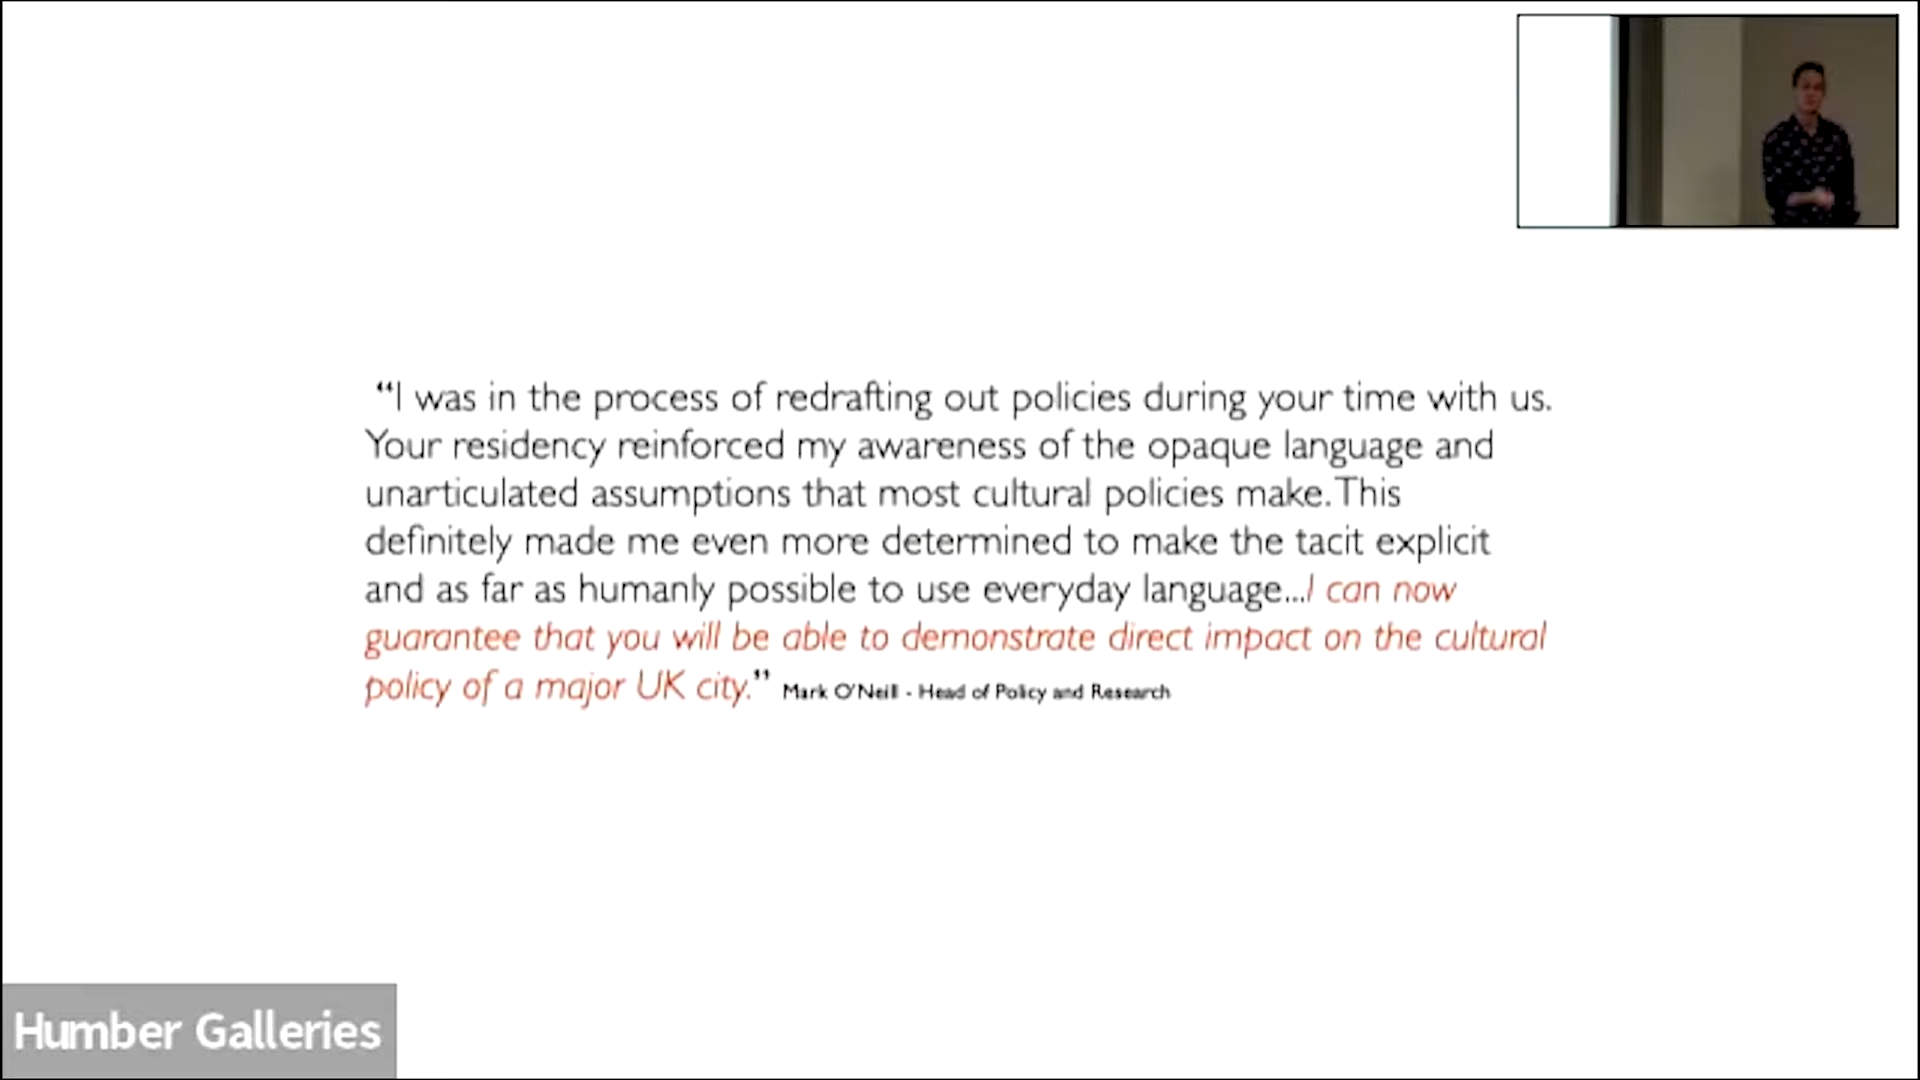 “I was in the process of redrafting out policies during your time with us.
Your residency reinforced my awareness of the opaque language and
unarticulated assumptions that most cultural policies make. This
definitely made me even more determined to make the tacit explicit
and as far as humanly possible to use everyday language...I can now
guarantee that you will be able to demonstrate direct impact on the cultural
policy of a major UK city.” Mark O'Neill - Head of Policy and Research
Humber Galleries